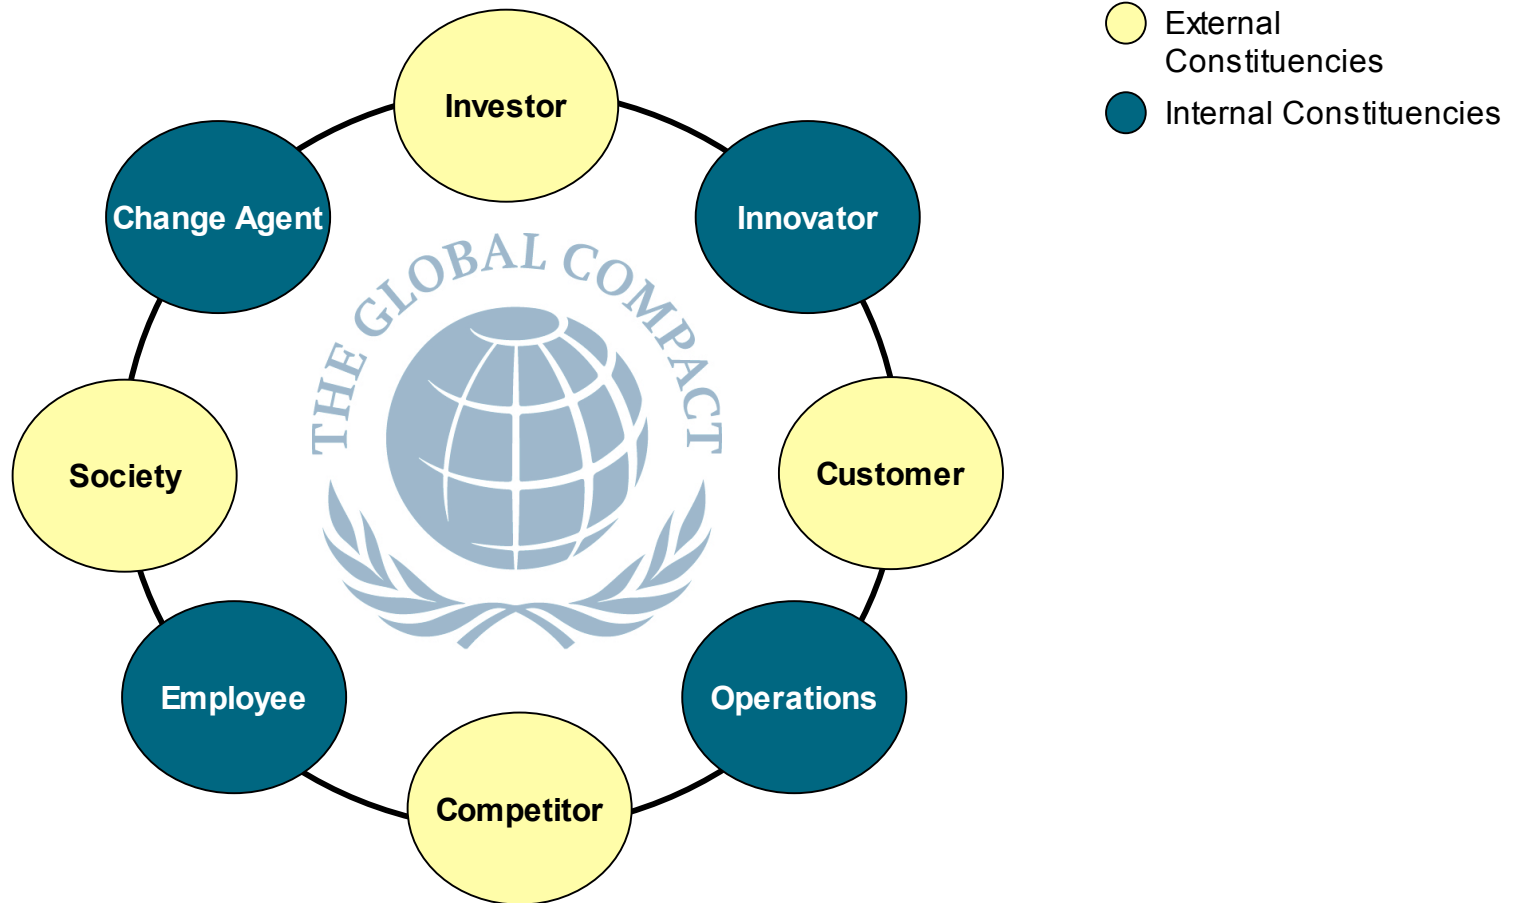 External
Constituencies
Internal Constituencies
Investor
Change Agent
Innovator
THE GLOBAL COMPACT
Society
Customer
Employee
Operations
Competitor